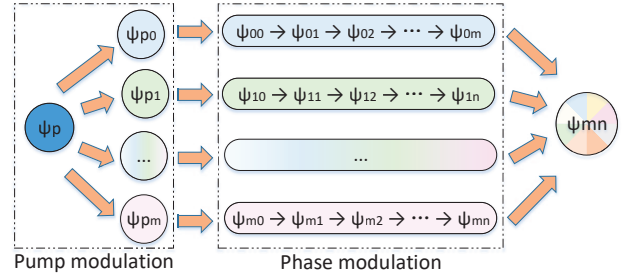 ψp
ψp0
ψ00 → ψ01 → ψ02 → ··· → ψ0m
ψp1
ψ10 → ψ11 → ψ12 → ··· → ψ1n
...
...
ψpm
ψm0 → ψm1 → ψm2 → ··· → ψmn
ψmn
Pump modulation
Phase modulation